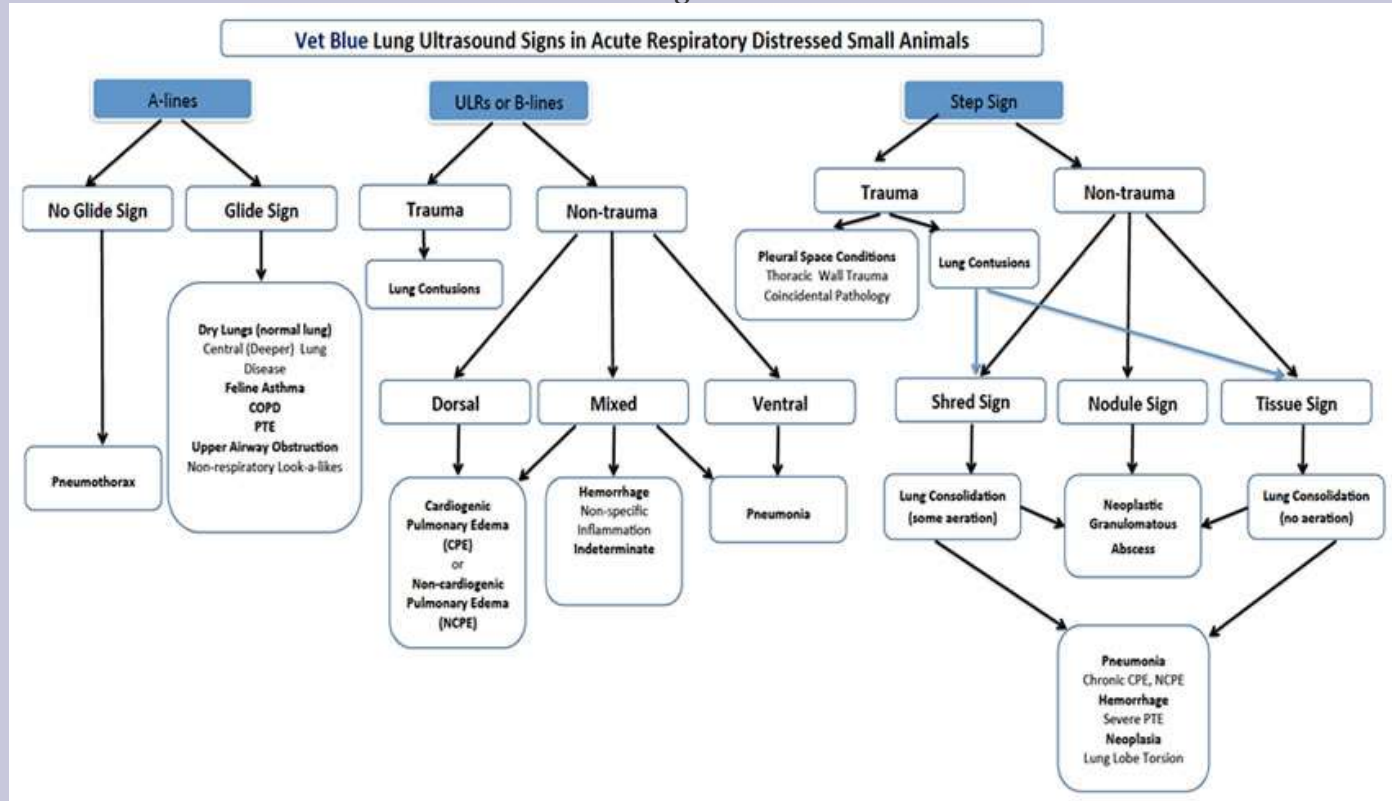 Vet Blue Lung Ultrasound Signs in Acute Respiratory Distressed Small Animals
A-lines
ULRs or B-lines
Step Sign
No Glide Sign
Glide Sign
Trauma
Non-trauma
Trauma
Non-trauma
Pneumothorax
Dry Lungs (normal lung)
Central (Deeper) Lung
Disease
Feline Asthma
COPD
PTE
Upper Airway Obstruction
Non-respiratory Look-a-likes
Lung Contusions
Pleural Space Conditions
Thoracic Wall Trauma
Coincidental Pathology
Lung Contusions
Dorsal
Mixed
Ventral
Shred Sign
Nodule Sign
Tissue Sign
Cardiogenic
Pulmonary Edema
(CPE)
or
Non-cardiogenic
Pulmonary Edema
(NCPE)
Hemorrhage
Non-specific
Inflammation
Indeterminate
Pneumonia
Lung Consolidation
(some aeration)
Neoplastic
Granulomatous
Abscess
Lung Consolidation
(no aeration)
Pneumonia
Chronic CPE, NCPE
Hemorrhage
Severe PTE
Neoplasia
Lung Lobe Torsion